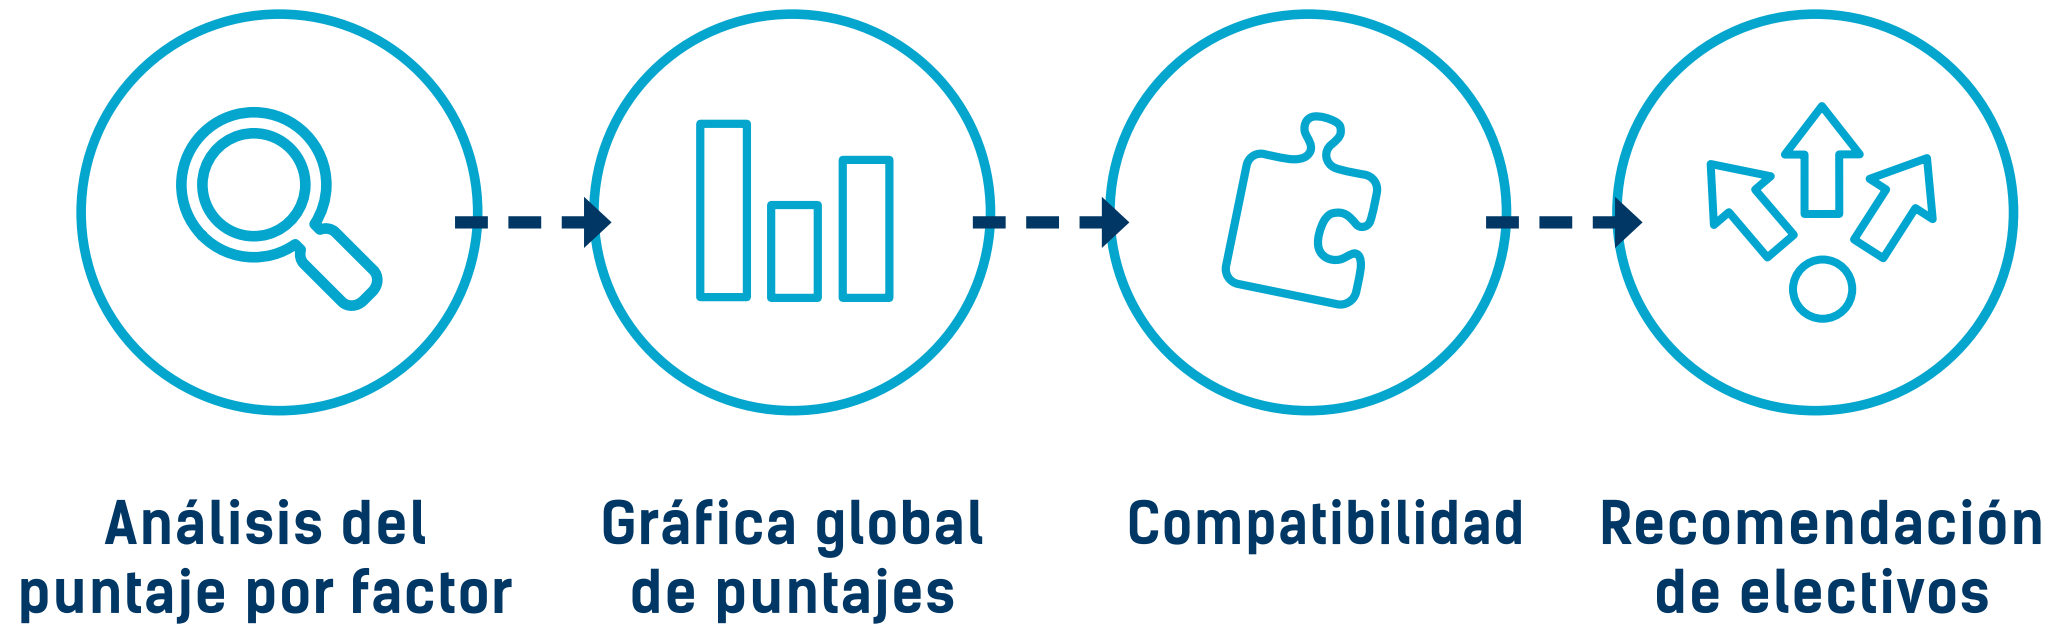 Análisis del
puntaje por factor
Gráfica global
de puntajes
Compatibilidad
Recomendación
de electivos